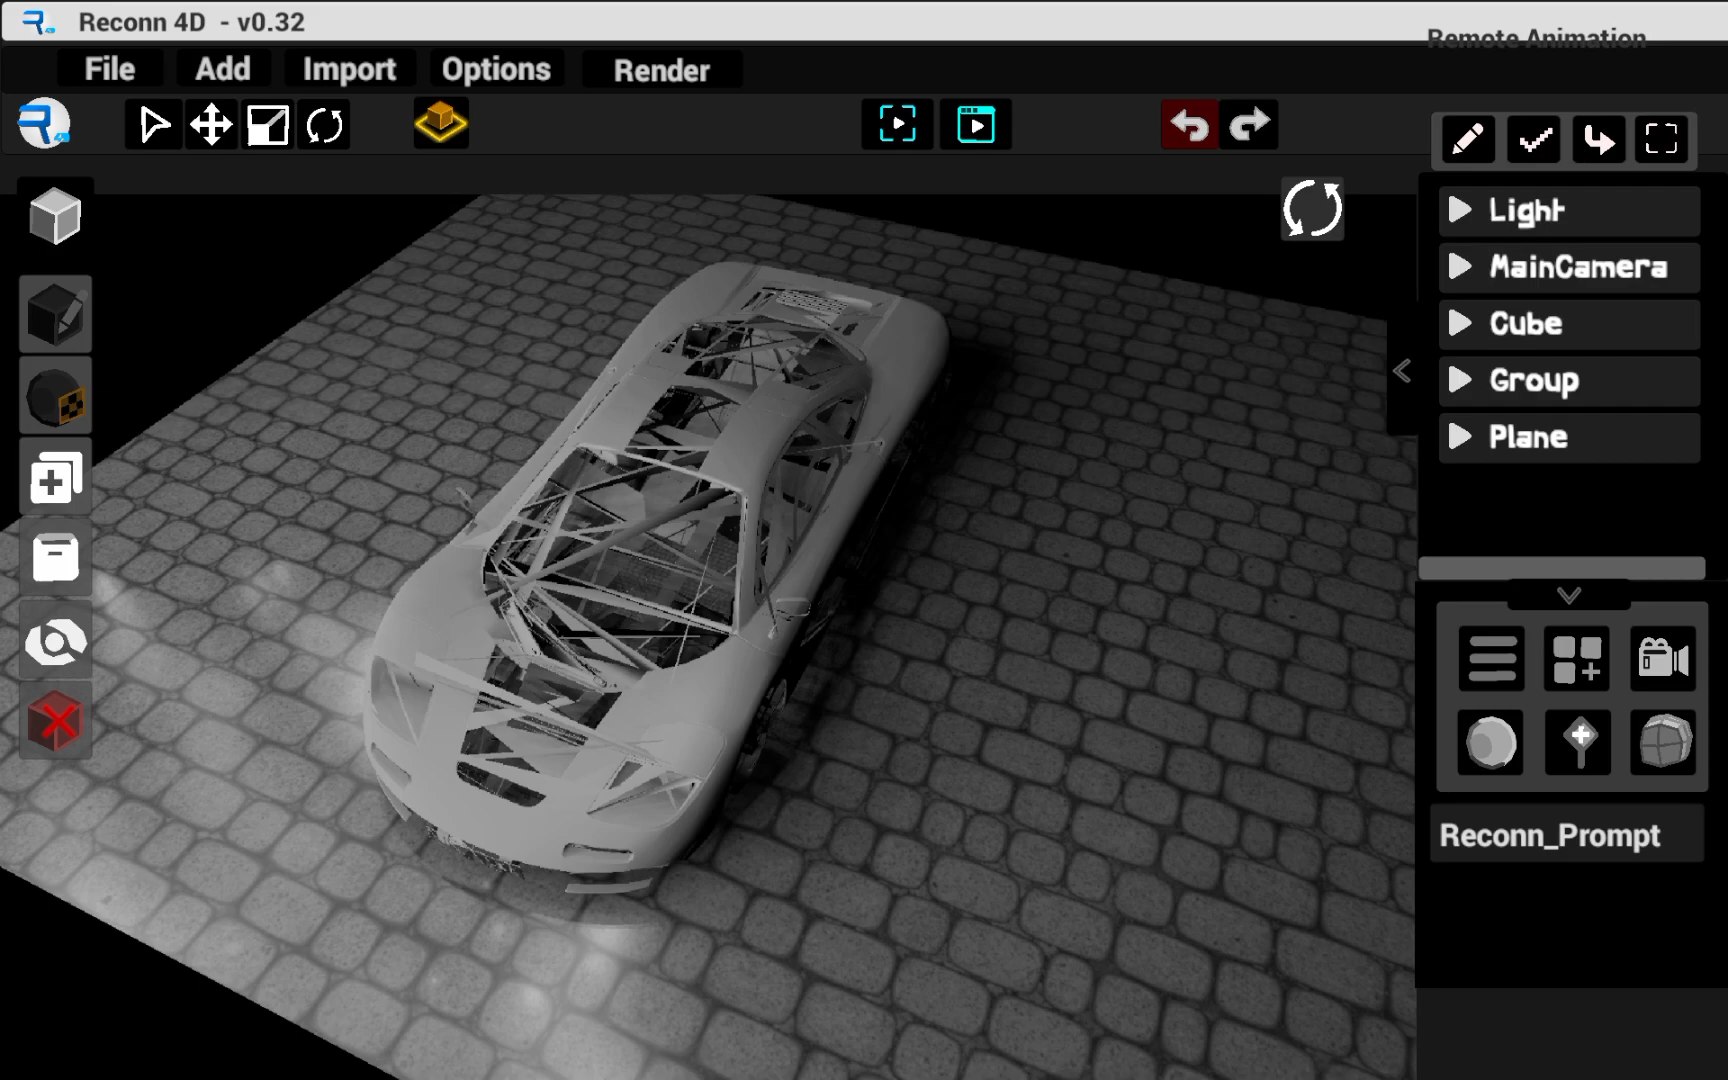 Reconn 4D - v0.32
Remote Animation
File Add Import Options Render
Light
MainCamera
Cube
Group
Plane
Reconn_Prompt